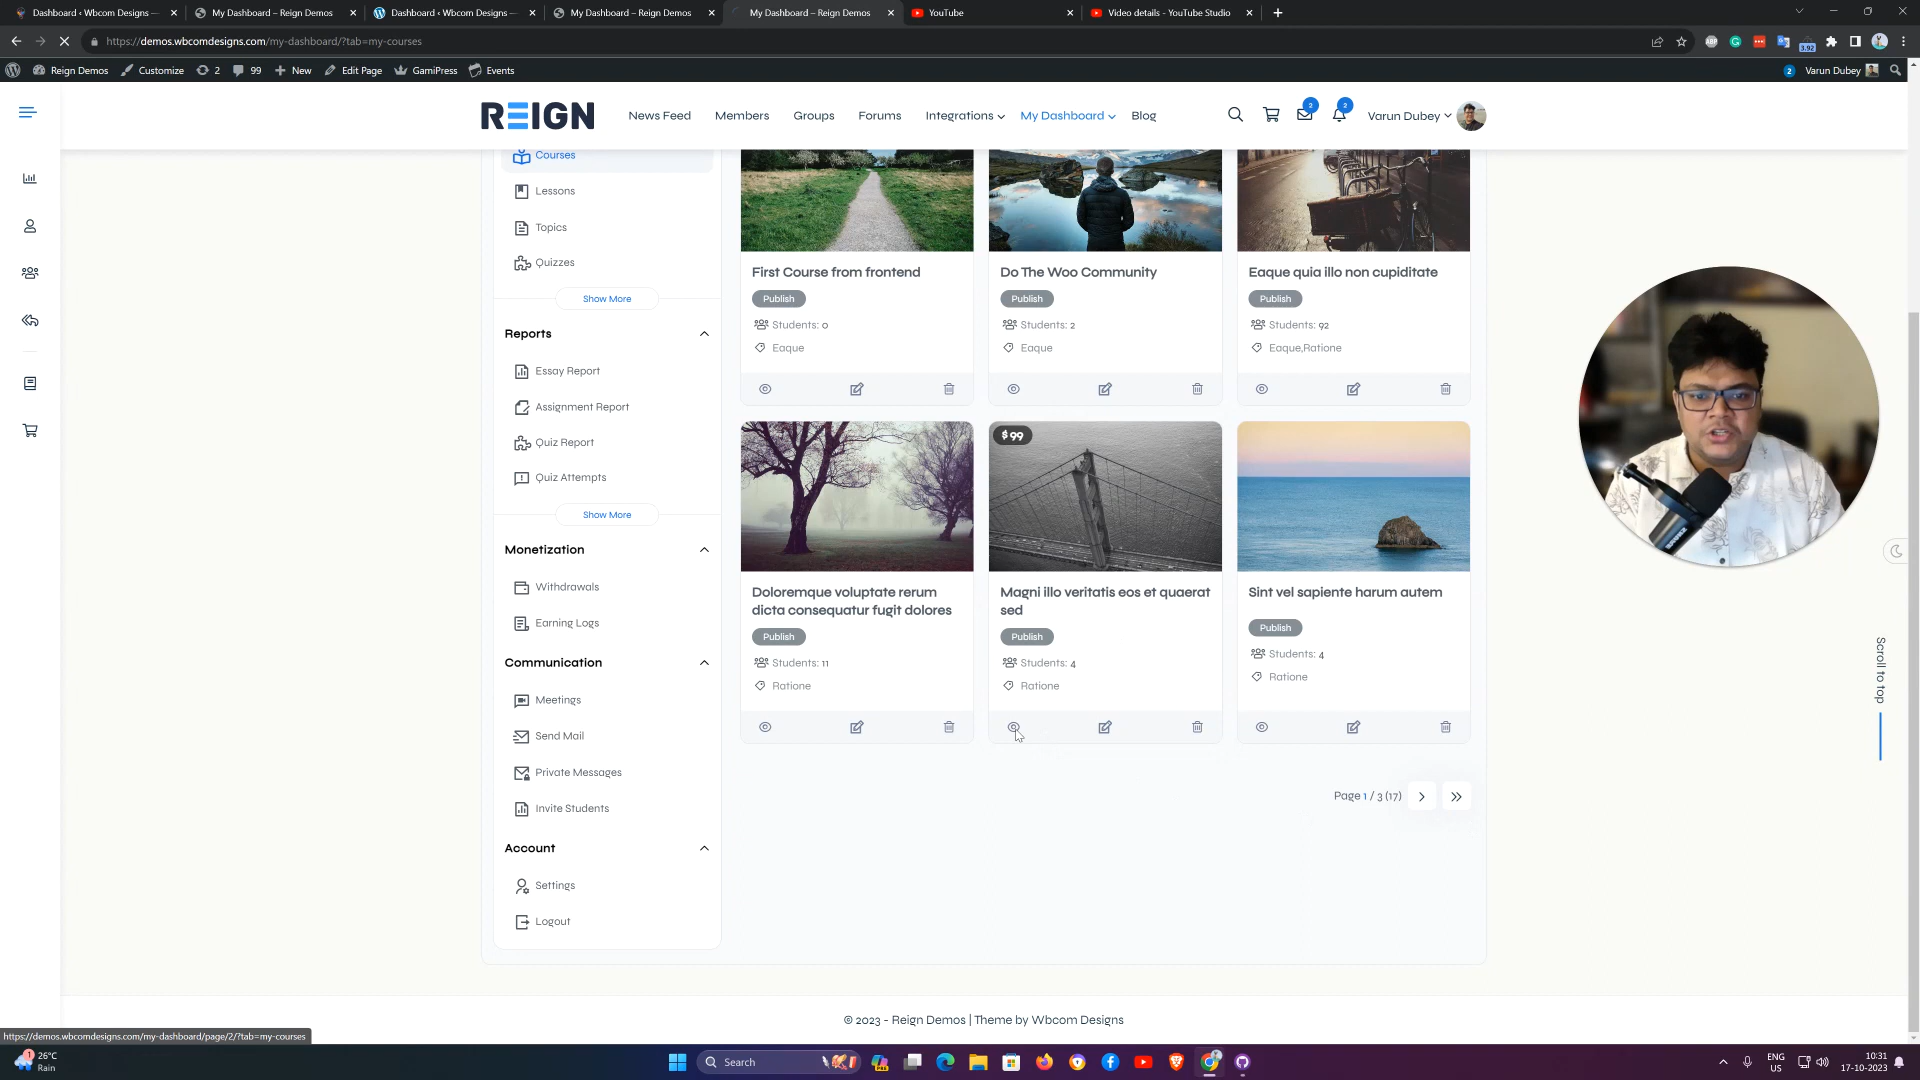 Dashboard ‹ Wbcom Designs —
My Dashboard – Reign Demos
Dashboard ‹ Wbcom Designs —
My Dashboard – Reign Demos
My Dashboard – Reign Demos
YouTube
Video details - YouTube Studio
https://demos.wbcomdesigns.com/my-dashboard/?tab=my-courses
3.92
Reign Demos
Customize
2
99
New
Edit Page
GamiPress
Events
2
Varun Dubey
REIGN
News Feed
Members
Groups
Forums
Integrations
My Dashboard
Blog
2
2
Varun Dubey
Courses
Lessons
Topics
Quizzes
Show More
Reports
Essay Report
Assignment Report
Quiz Report
Quiz Attempts
Show More
Monetization
Withdrawals
Earning Logs
Communication
Meetings
Send Mail
Private Messages
Invite Students
Account
Settings
Logout
First Course from frontend
Publish
Students: 0
Eaque
Do The Woo Community
Publish
Students: 2
Eaque
Eaque quia illo non cupiditate
Publish
Students: 92
Eaque,Ratione
Doloremque voluptate rerum
dicta consequatur fugit dolores
Publish
Students: 11
Ratione
$ 99
Magni illo veritatis eos et quaerat
sed
Publish
Students: 4
Ratione
Sint vel sapiente harum autem
Publish
Students: 4
Ratione
Page 1 / 3 (17)
Scroll to top
© 2023 - Reign Demos | Theme by Wbcom Designs
https://demos.wbcomdesigns.com/my-dashboard/page/2/?tab=my-courses
1
26°C
Rain
Search
ENG
US
10:31
17-10-2023